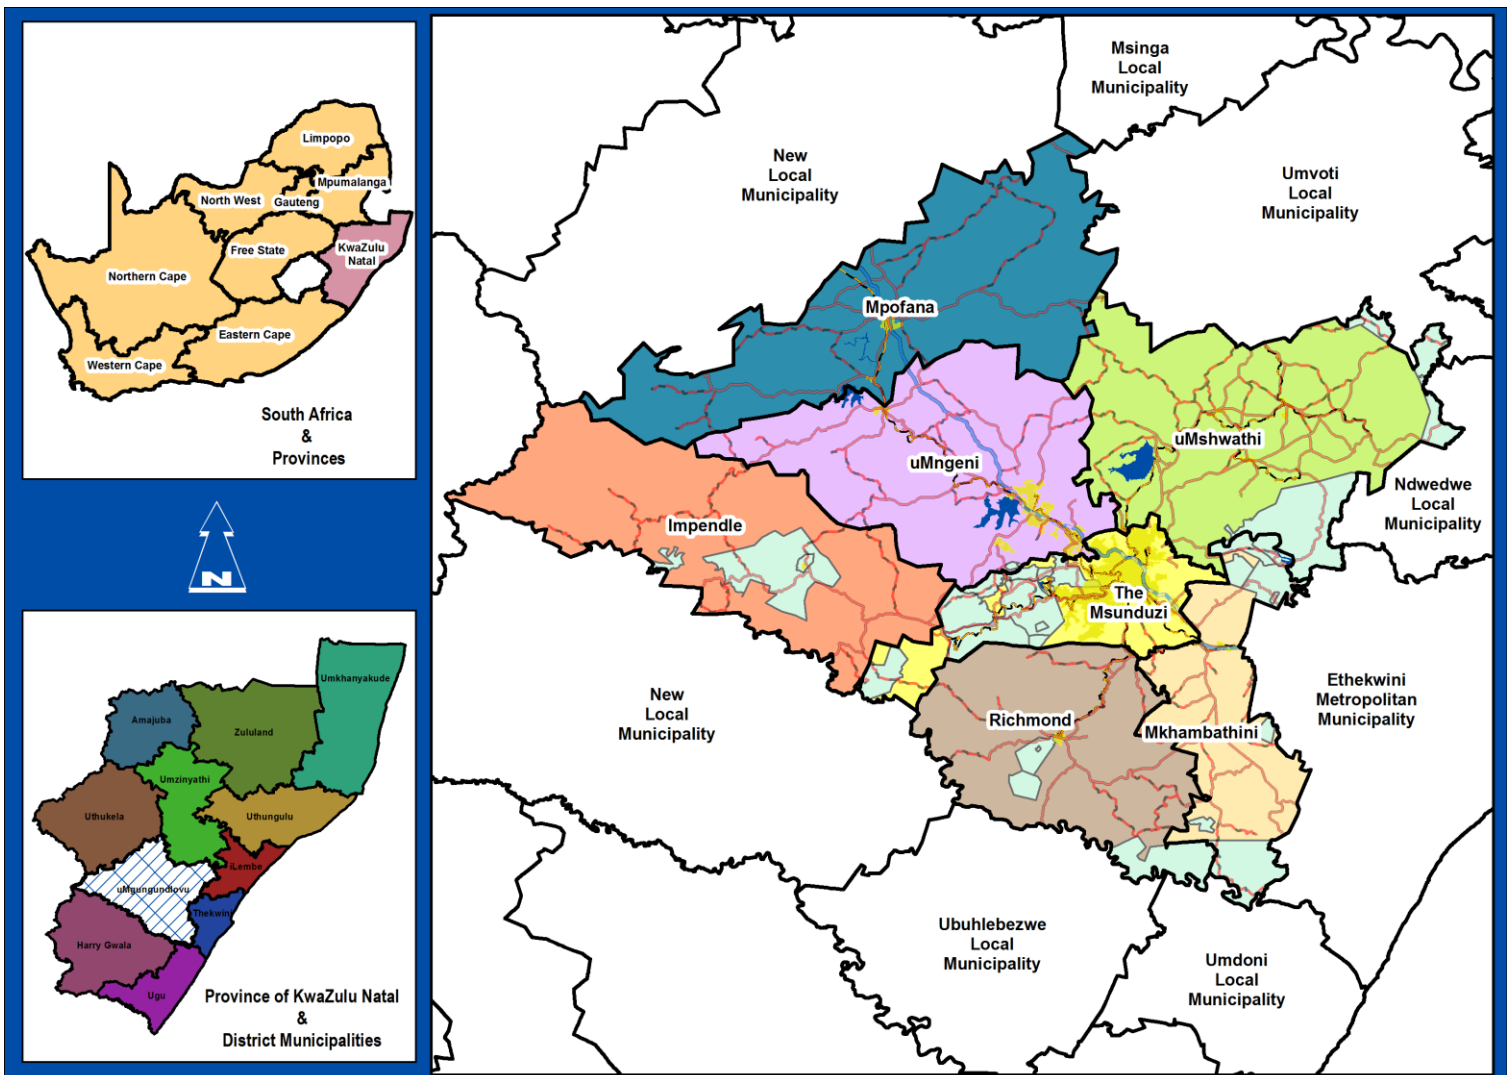 Limpopo
Mpumalanga
North West
Gauteng
Free State
KwaZulu
Natal
Northern Cape
Eastern Cape
Western Cape
South Africa
&
Provinces
N
Umkhanyakude
Amajuba
Zululand
Umzinyathi
Uthukela
Uthungulu
iLembe
uMgungundlovu
Thekwini
Harry Gwala
Ugu
Province of KwaZulu Natal
&
District Municipalities
Msinga
Local
Municipality
New
Local
Municipality
Umvoti
Local
Municipality
Mpofana
uMshwathi
uMngeni
Ndwedwe
Local
Municipality
Impendle
The
Msunduzi
New
Local
Municipality
Ethekwini
Metropolitan
Municipality
Richmond
Mkhambathini
Ubuhlebezwe
Local
Municipality
Umdoni
Local
Municipality